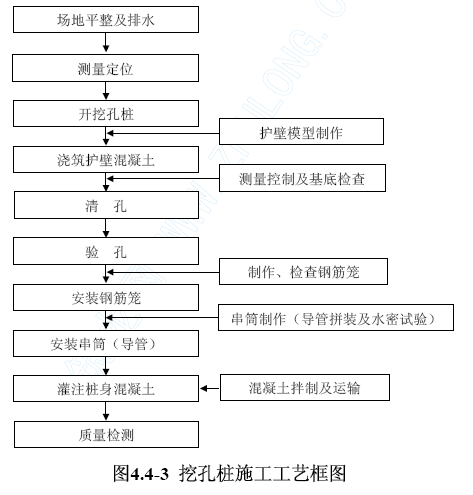 场地平整及排水
测量定位
开挖孔桩
护壁模型制作
浇筑护壁混凝土
测量控制及基底检查
清 孔
验 孔
制作、检查钢筋笼
安装钢筋笼
串筒制作（导管拼装及水密试验）
安装串筒（导管）
灌注桩身混凝土
混凝土拌制及运输
质量检测
图4.4-3 挖孔桩施工工艺框图